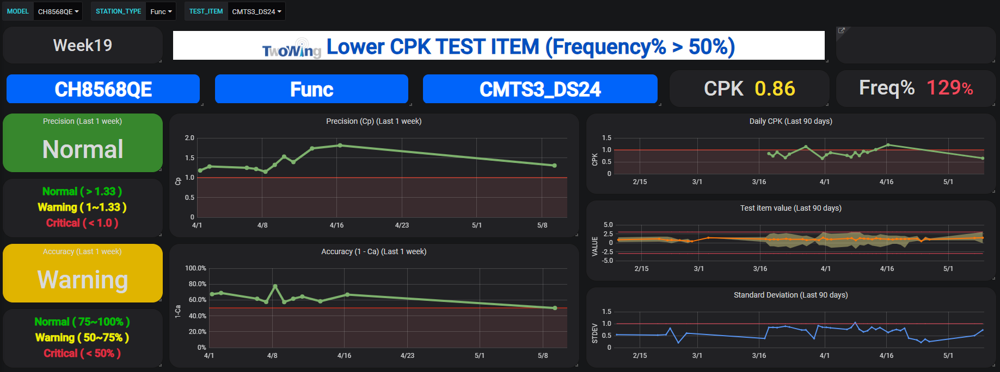 MODEL CH8568QE STATION_TYPE Func TEST_ITEM CMTS3_DS24
Week19
TwoWing Lower CPK TEST ITEM (Frequency% > 50%)
CH8568QE
Func
CMTS3_DS24
CPK 0.86
Freq% 129%
Precision (Last 1 week)
Normal
Normal ( > 1.33 )
Warning ( 1~1.33 )
Critical ( < 1.0 )
Accuracy (Last 1 week)
Warning
Normal ( 75~100% )
Warning ( 50~75% )
Critical ( < 50% )
Precision (Cp) (Last 1 week)
Cp
2.0
1.5
1.0
0.5
0
4/1 4/8 4/16 4/23 5/1 5/8
Accuracy (1 - Ca) (Last 1 week)
1-Ca
100.0%
80.0%
60.0%
40.0%
20.0%
0%
4/1 4/8 4/16 4/23 5/1 5/8
Daily CPK (Last 90 days)
CPK
1.5
1.0
0.5
0
2/15 3/1 3/16 4/1 4/16 5/1
Test item value (Last 90 days)
VALUE
5.0
2.5
0
-2.5
-5.0
2/15 3/1 3/16 4/1 4/16 5/1
Standard Deviation (Last 90 days)
STDEV
1.5
1.0
0.5
0
2/15 3/1 3/16 4/1 4/16 5/1